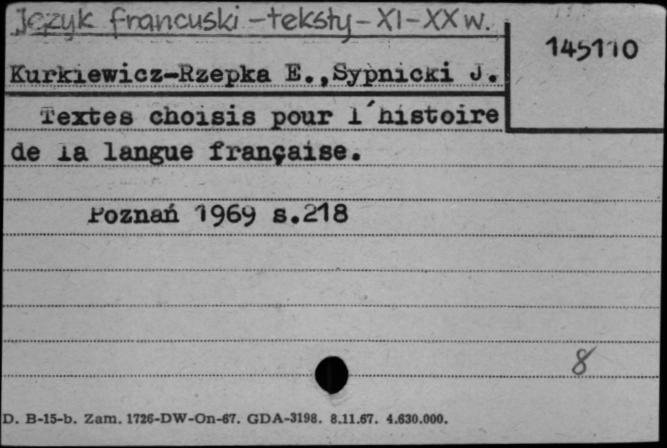 Język francuski-teksty-XI-XX w.
145110
Kurkiewicz-Rzepka E.,Sypnicki J.
Textes choisis pour l´histoire
de la langue française.
Poznań 1969 s.218
8
D. B-15-b. Zam. 1726-DW-On-67. GDA-3198. 8.11.67. 4.630.000.